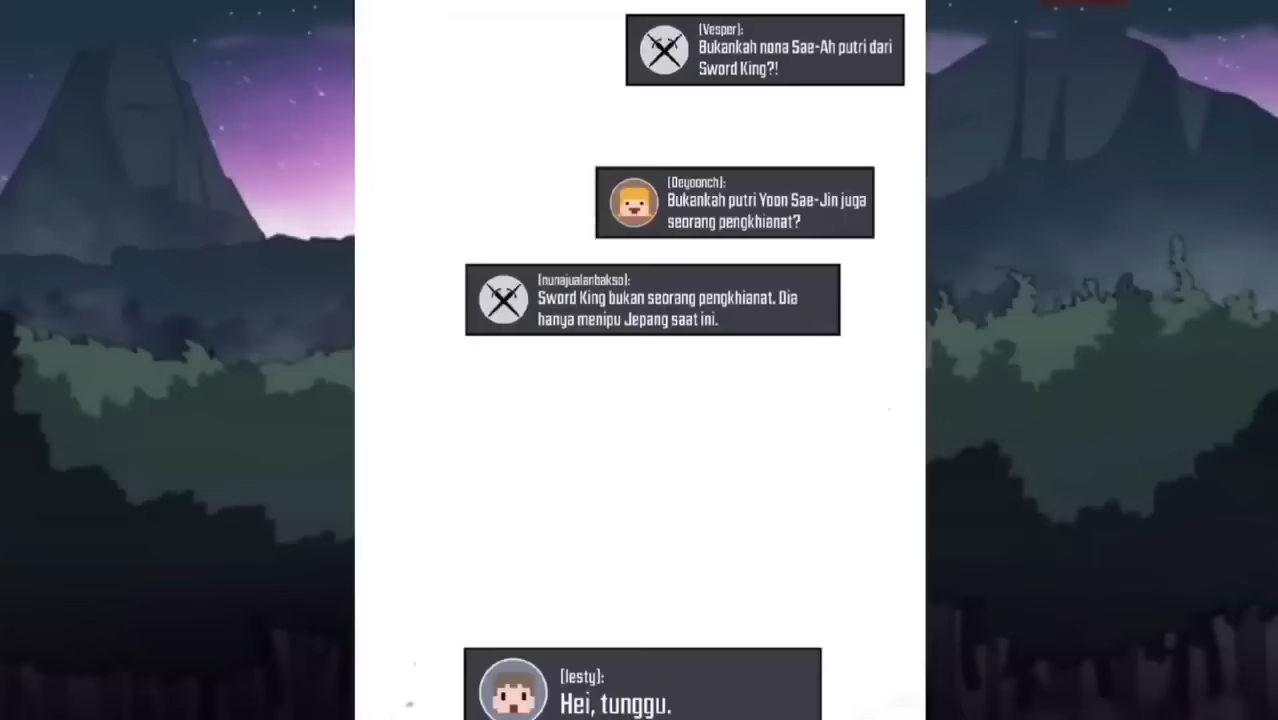 [Vesper]:
Bukankah nona Sae-Ah putri dari
Sword King?!
[Deyoonch]:
Bukankah putri Yoon Sae-Jin juga
seorang pengkhianat?
[nunajualanbakso]:
Sword King bukan seorang pengkhianat. Dia
hanya menipu Jepang saat ini.
[lesty]:
Hei, tunggu.